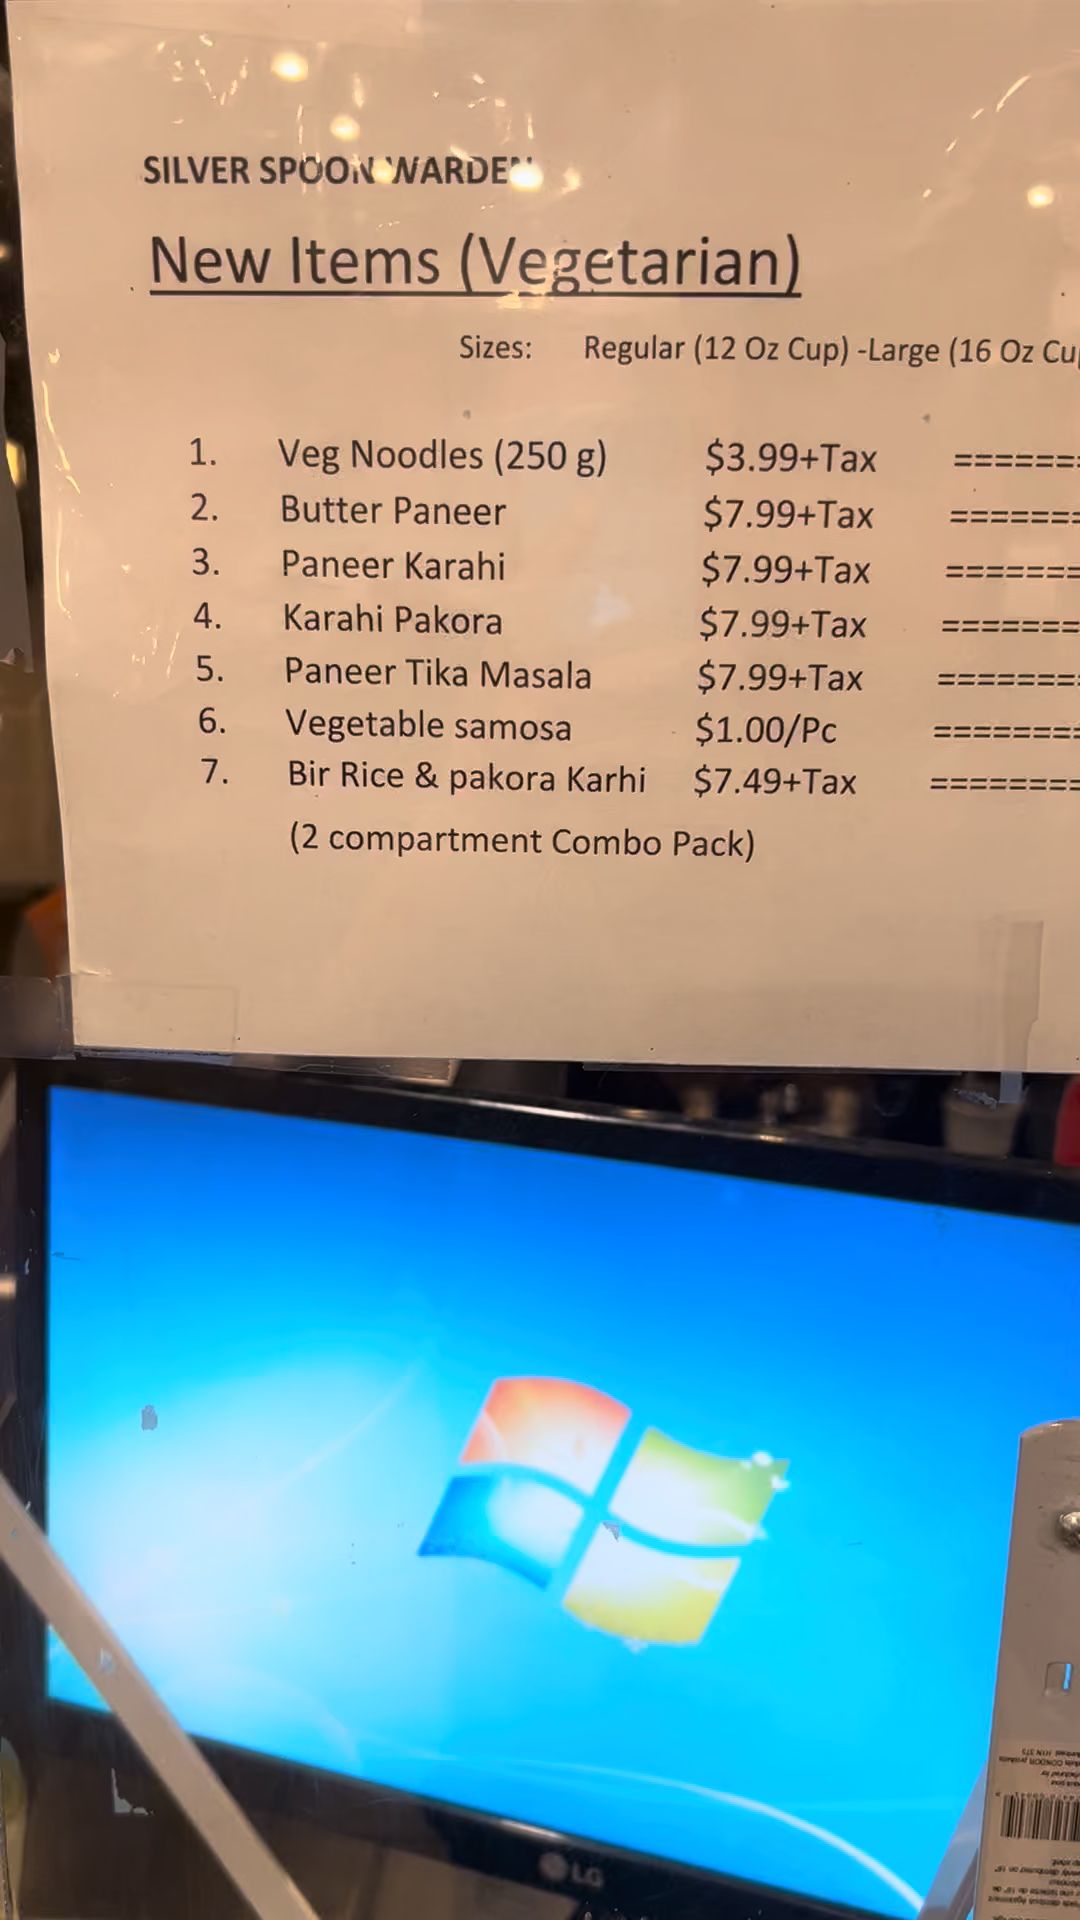 SILVER SPOON WARDEN
New Items (Vegetarian)
Sizes: Regular (12 Oz Cup) -Large (16 Oz Cu
1. Veg Noodles (250 g) $3.99+Tax =======
2. Butter Paneer $7.99+Tax =======
3. Paneer Karahi $7.99+Tax =======
4. Karahi Pakora $7.99+Tax =======
5. Paneer Tika Masala $7.99+Tax =======
6. Vegetable samosa $1.00/Pc =======
7. Bir Rice & pakora Karhi $7.49+Tax ========
(2 compartment Combo Pack)
LG